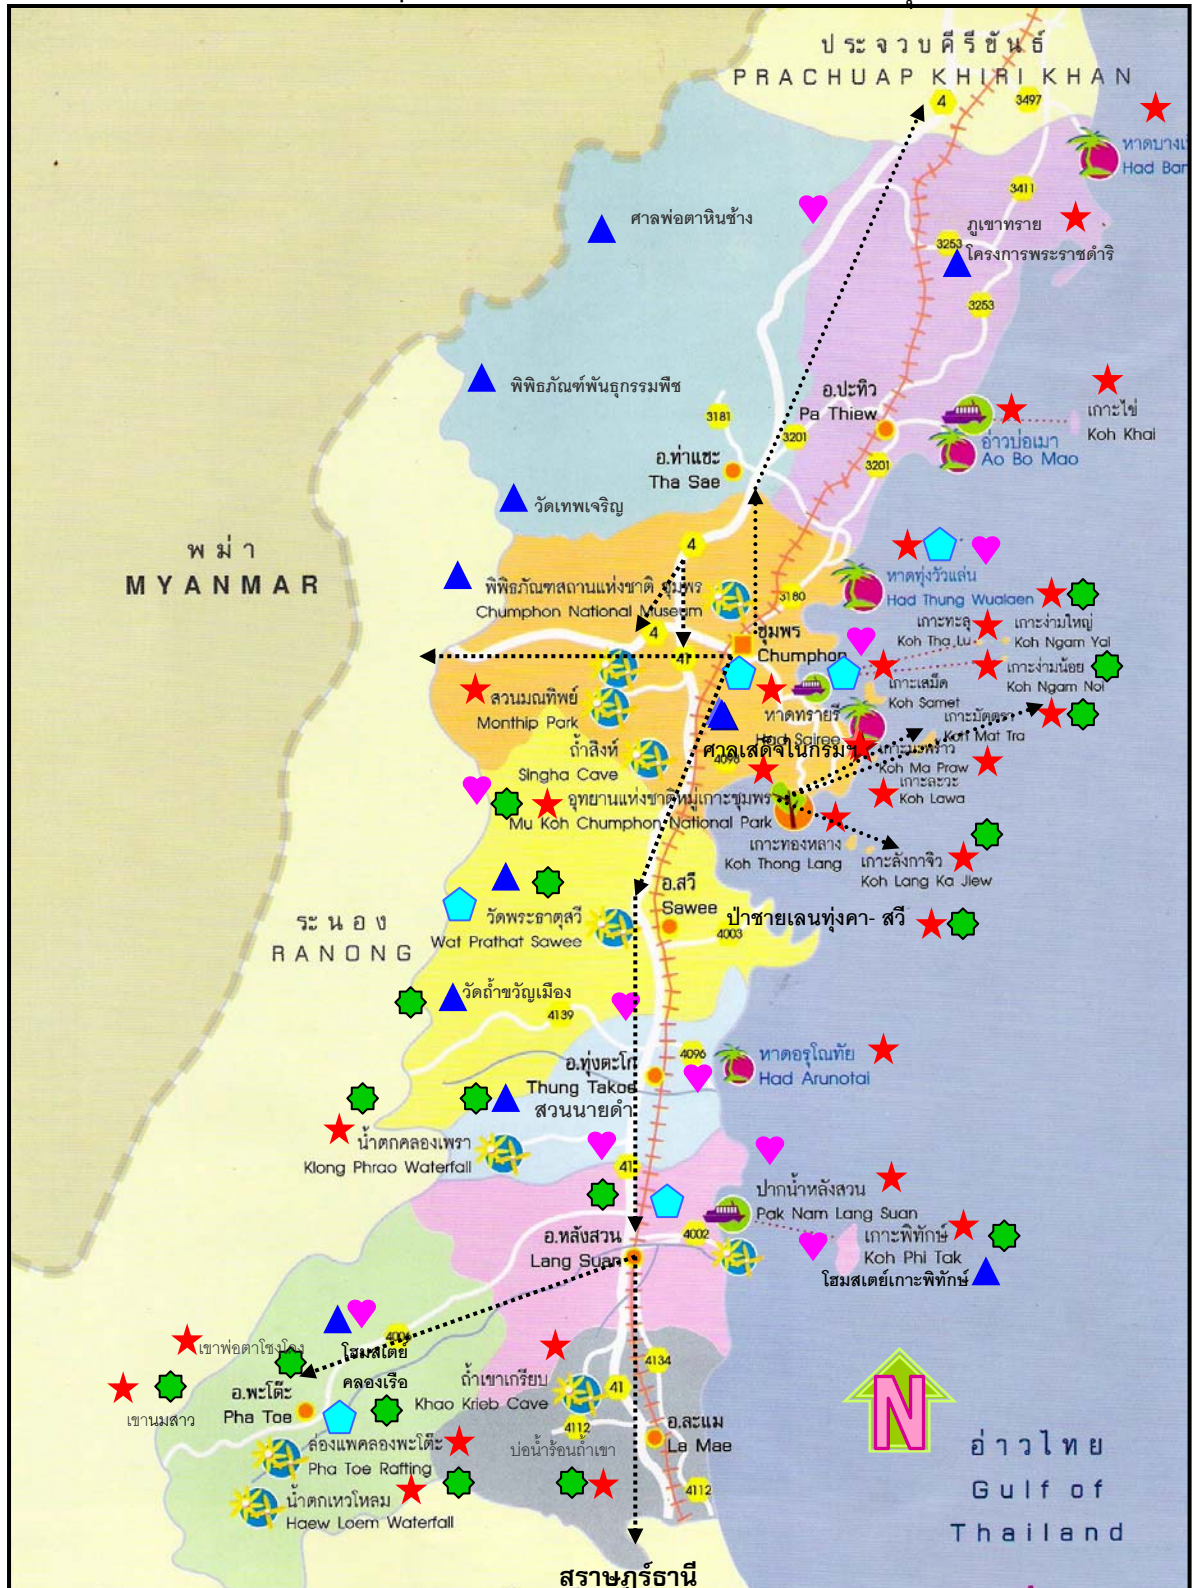 ประจวบคีรีขันธ์
PRACHUAP KHIRI KHAN
4
3497
หาดบางเบิ
Had Ban
3411
ศาลพ่อตาหินช้าง
ภูเขาทราย
3253
โครงการพระราชดำริ
3253
พิพิธภัณฑ์พันธุกรรมพืช
อ.ปะทิว
Pa Thiew
3181
3201
เกาะไข่
Koh Khai
อ่าวบ่อเมา
Ao Bo Mao
อ.ท่าแซะ
Tha Sae
3201
วัดเทพเจริญ
พม่า
MYANMAR
4
พิพิธภัณฑสถานแห่งชาติ ชุมพร
Chumphon National Museum
3180
หาดทุ่งวัวแล่น
Had Thung Wualaen
เกาะทะลุ
Koh Tha Lu
เกาะง่ามใหญ่
Koh Ngam Yai
4
ชุมพร
Chumphon
41
เกาะง่ามน้อย
Koh Ngam Noi
เกาะเสม็ด
Koh Samet
สวนมณทิพย์
Monthip Park
หาดทรายรี
Had Sairee
เกาะมัตตรา
Koh Mat Tra
ถ้ำสิงห์
Singha Cave
ศาลเสด็จในกรมฯ
4098
เกาะมะพร้าว
Koh Ma Praw
เกาะละวะ
Koh Lawa
อุทยานแห่งชาติหมู่เกาะชุมพร
Mu Koh Chumphon National Park
เกาะทองหลาง
Koh Thong Lang
เกาะลังกาจิว
Koh Lang Ka Jiew
อ.สวี
Sawee
วัดพระธาตุสวี
Wat Prathat Sawee
ป่าชายเลนทุ่งคา- สวี
4003
ระนอง
RANONG
วัดถ้ำขวัญเมือง
4139
อ.ทุ่งตะโก
Thung Takoe
4096
หาดอรุโณทัย
Had Arunotai
สวนนายดำ
น้ำตกคลองเพรา
Klong Phrao Waterfall
41
ปากน้ำหลังสวน
Pak Nam Lang Suan
อ.หลังสวน
Lang Suan
4002
เกาะพิทักษ์
Koh Phi Tak
โฮมสเตย์เกาะพิทักษ์
4006
เขาพ่อตาโชงโดง
โฮมสเตย์
คลองเรือ
4134
ถ้ำเขาเกรียบ
Khao Krieb Cave
41
อ.พะโต๊ะ
Pha Toe
เขานมสาว
4112
อ.ละแม
La Mae
ล่องแพคลองพะโต๊ะ
Pha Toe Rafting
บ่อน้ำร้อนถ้ำเขา
4112
น้ำตกเหวโหลม
Haew Loem Waterfall
N
อ่าวไทย
Gulf of
Thailand
สุราษฎร์ธานี